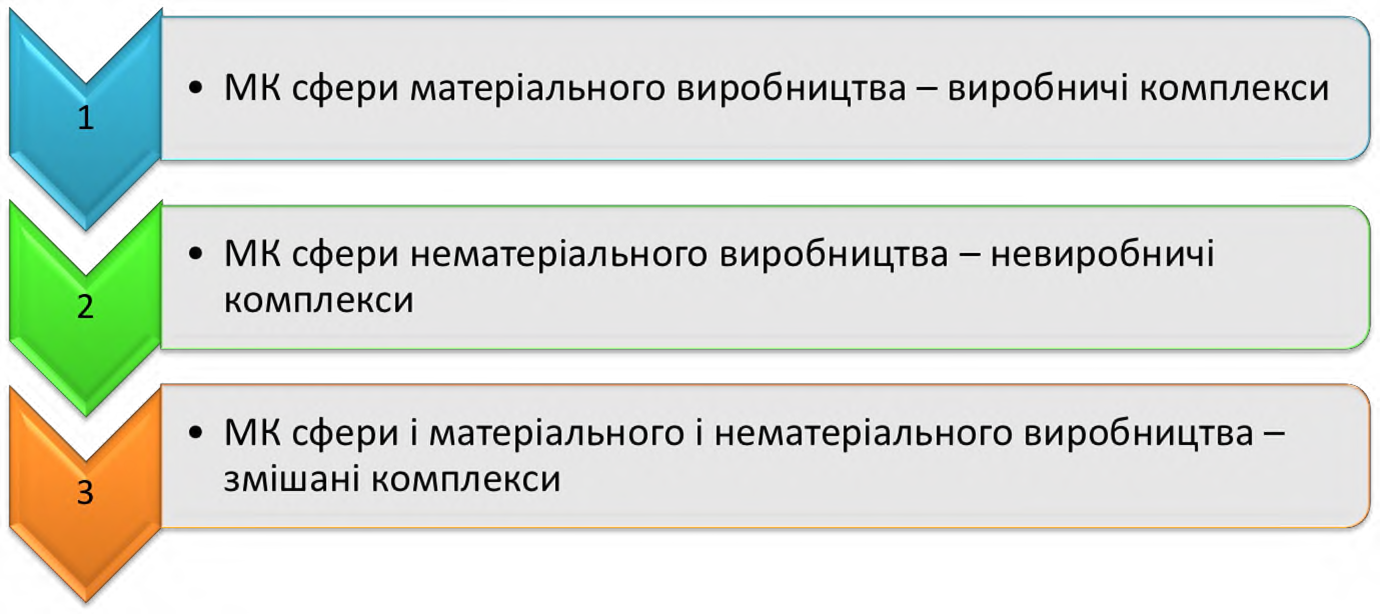 1
• МК сфери матеріального виробництва – виробничі комплекси
2
• МК сфери нематеріального виробництва – невиробничі
комплекси
3
• МК сфери і матеріального і нематеріального виробництва –
змішані комплекси